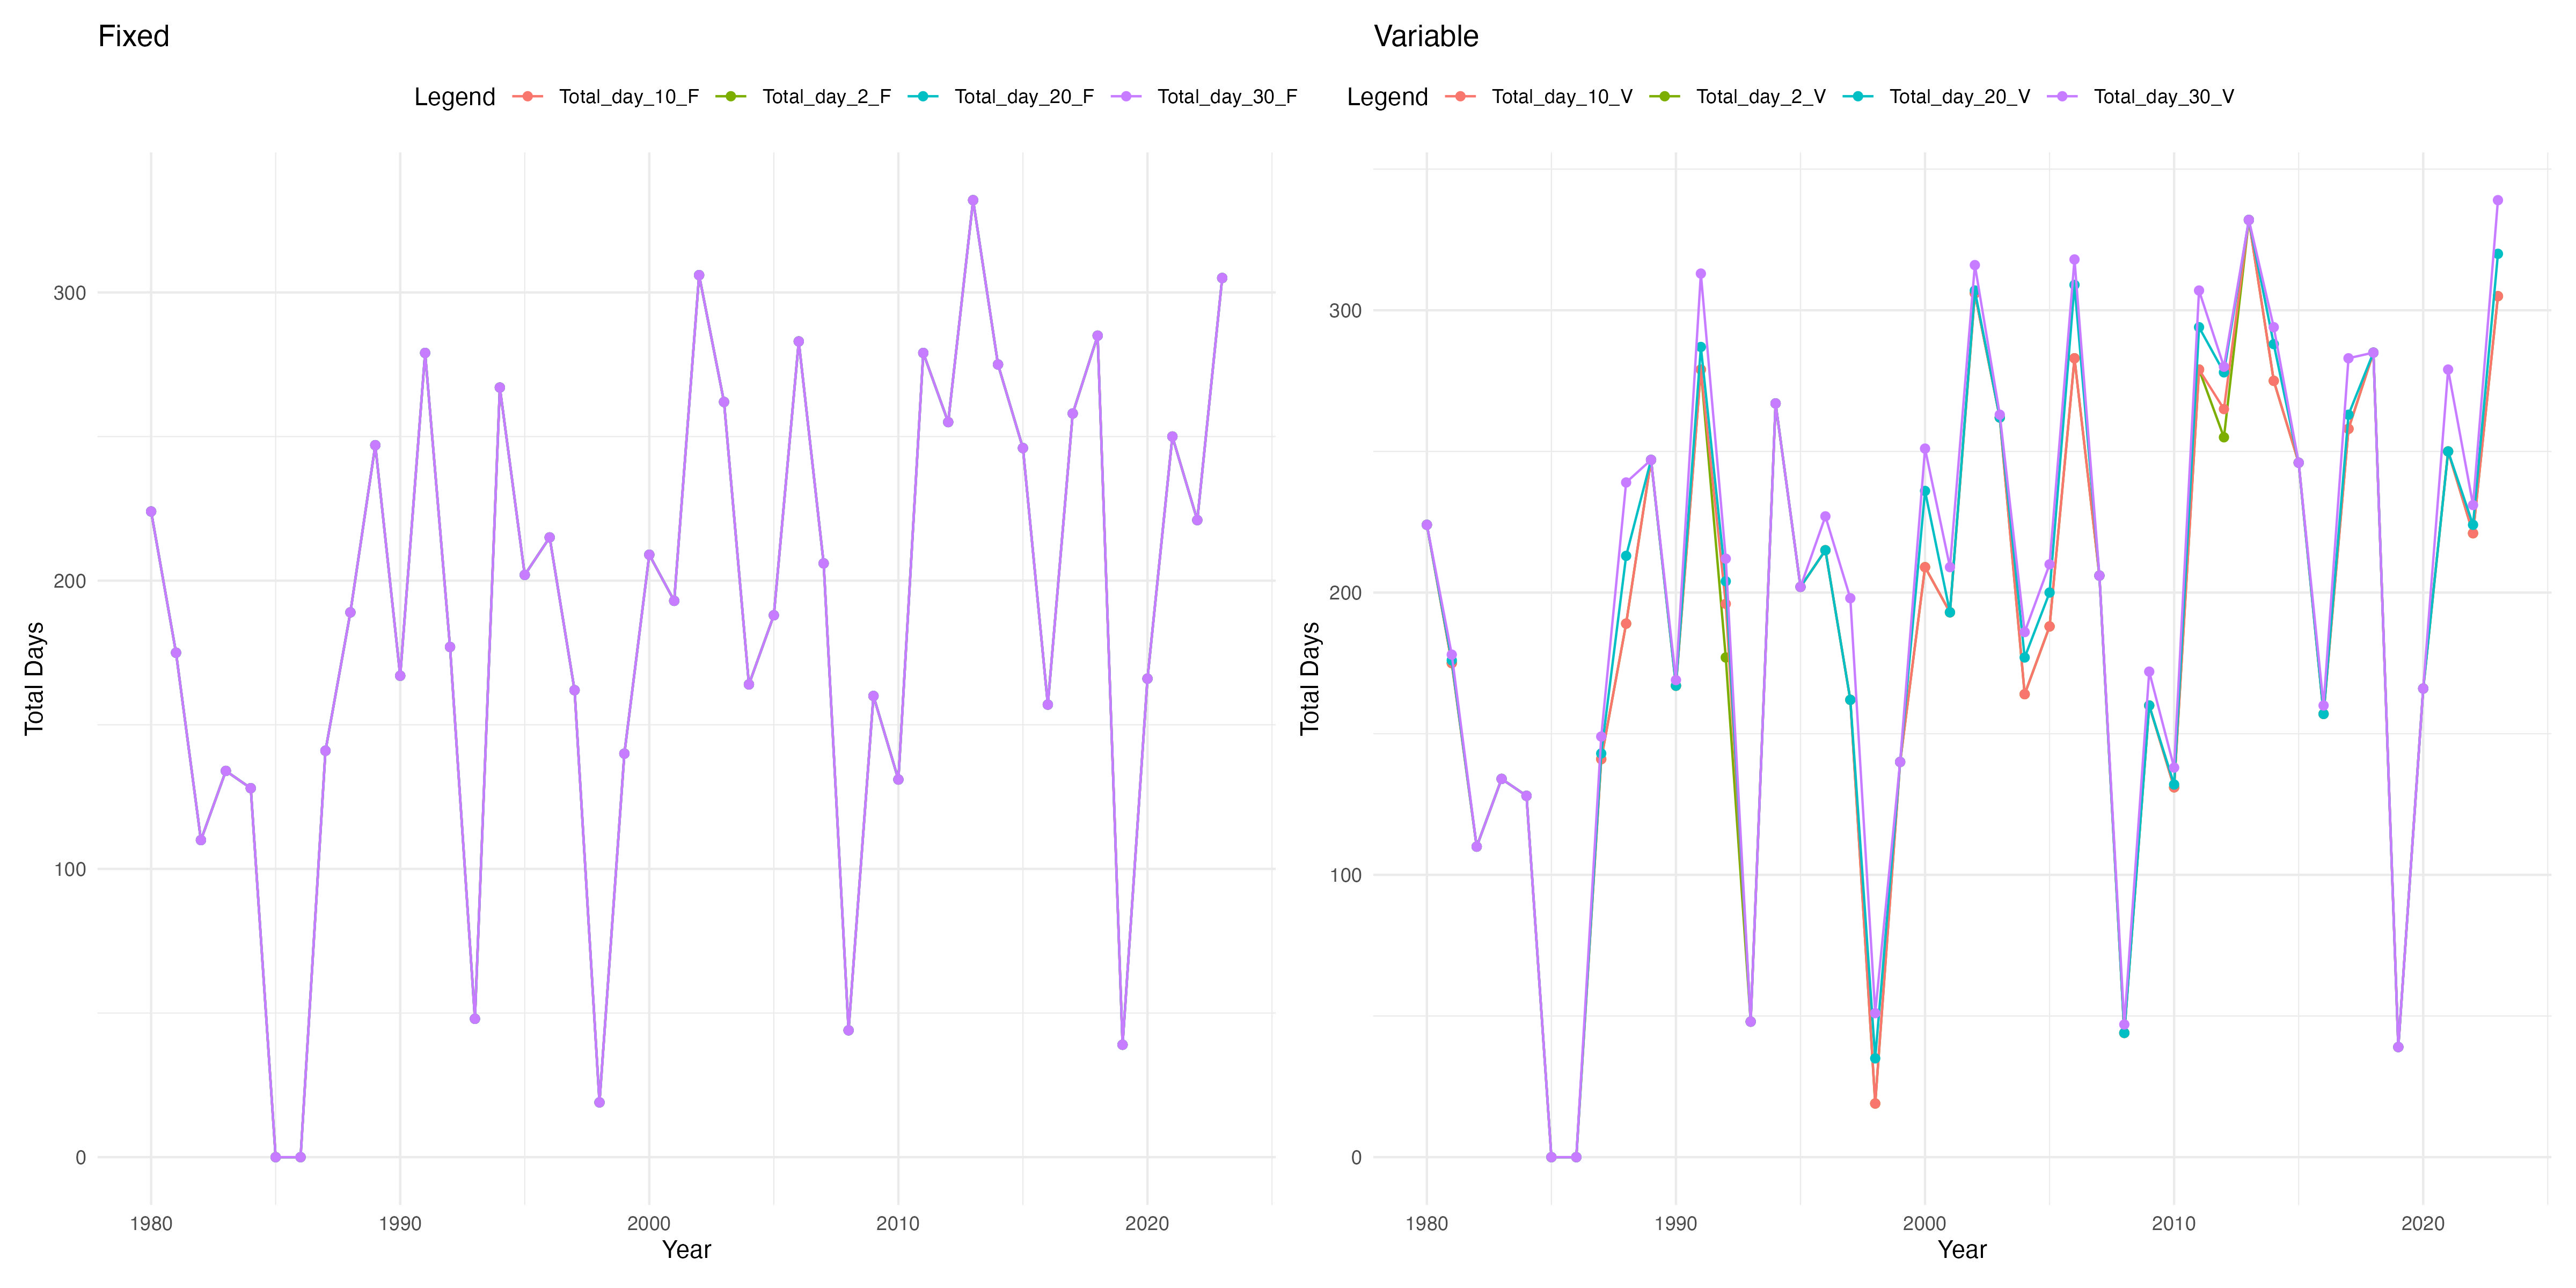 Fixed
Legend Total_day_10_F Total_day_2_F Total_day_20_F Total_day_30_F
Total Days
300
200
100
0
1980 1990 2000 2010 2020
Year
Variable
Legend Total_day_10_V Total_day_2_V Total_day_20_V Total_day_30_V
Total Days
300
200
100
0
1980 1990 2000 2010 2020
Year